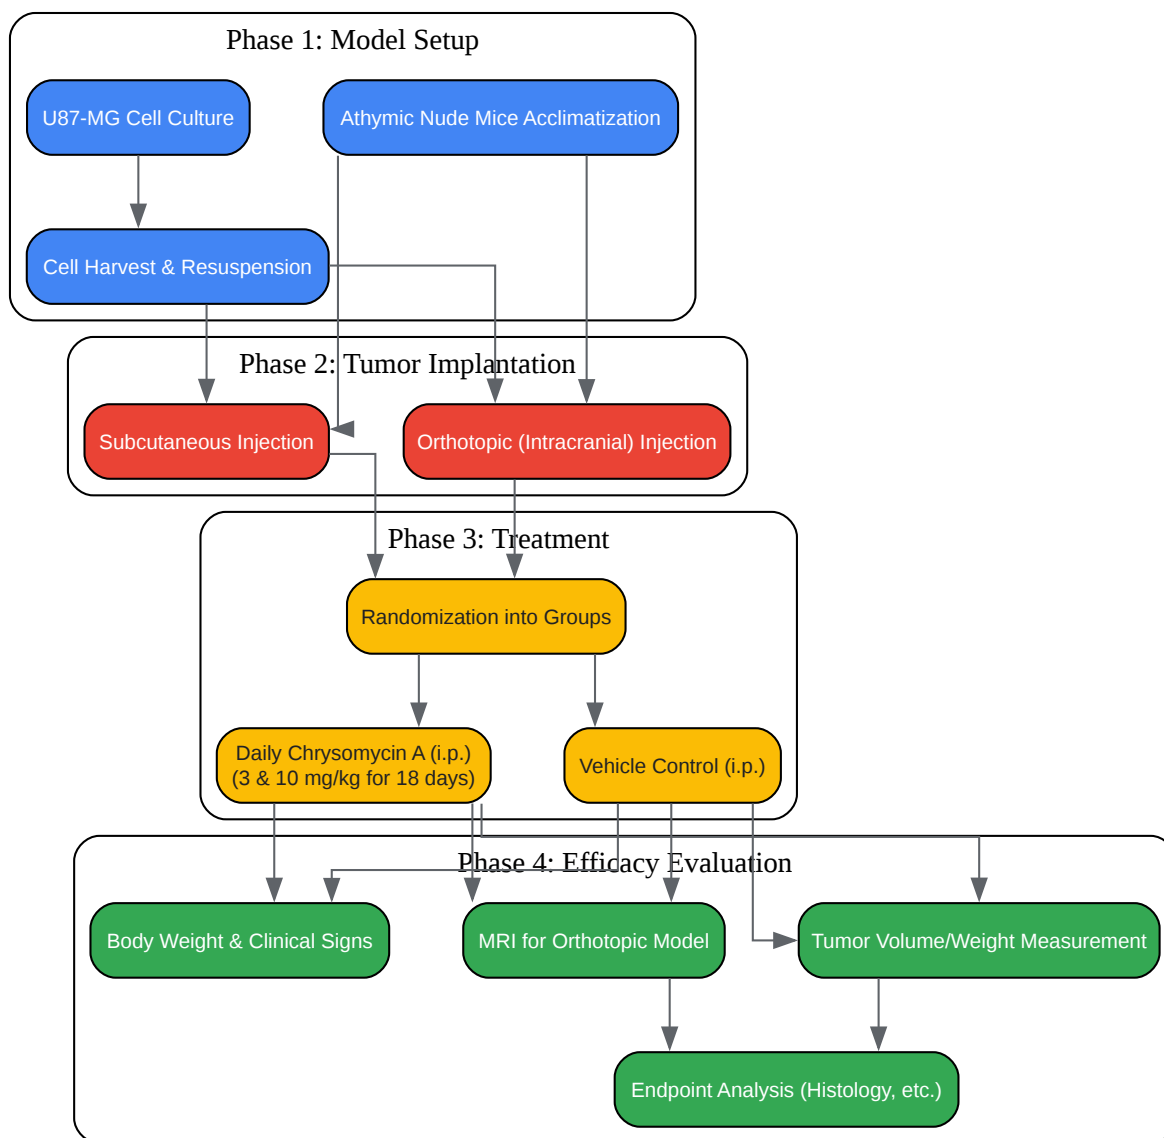 Phase 1: Model Setup
U87-MG Cell Culture
Athymic Nude Mice Acclimatization
Cell Harvest & Resuspension
Phase 2: Tumor Implantation
Subcutaneous Injection
Orthotopic (Intracranial) Injection
Phase 3: Treatment
Randomization into Groups
Daily Chrysomycin A (i.p.)
(3 & 10 mg/kg for 18 days)
Vehicle Control (i.p.)
Phase 4: Efficacy Evaluation
Body Weight & Clinical Signs
MRI for Orthotopic Model
Tumor Volume/Weight Measurement
Endpoint Analysis (Histology, etc.)